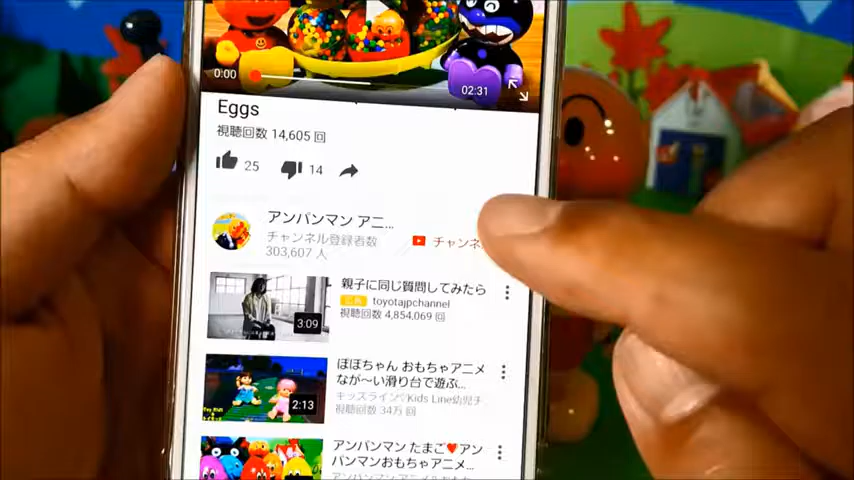 0:00
02:31
Eggs
視聴回数 14,605 回
25
14
アンパンマン アニ...
チャンネル登録者数
303,607 人
チャンネ
親子に同じ質問してみたら
広告 toyotajpchannel
視聴回数 4,854,069 回
3:09
ぽぽちゃん おもちゃアニメ
なが〜い滑り台で遊ぶ...
キッズライン♡Kids Line幼児チ
視聴回数 34万 回
2:13
アンパンマン たまご❤アン
パンマンおもちゃアニメ...